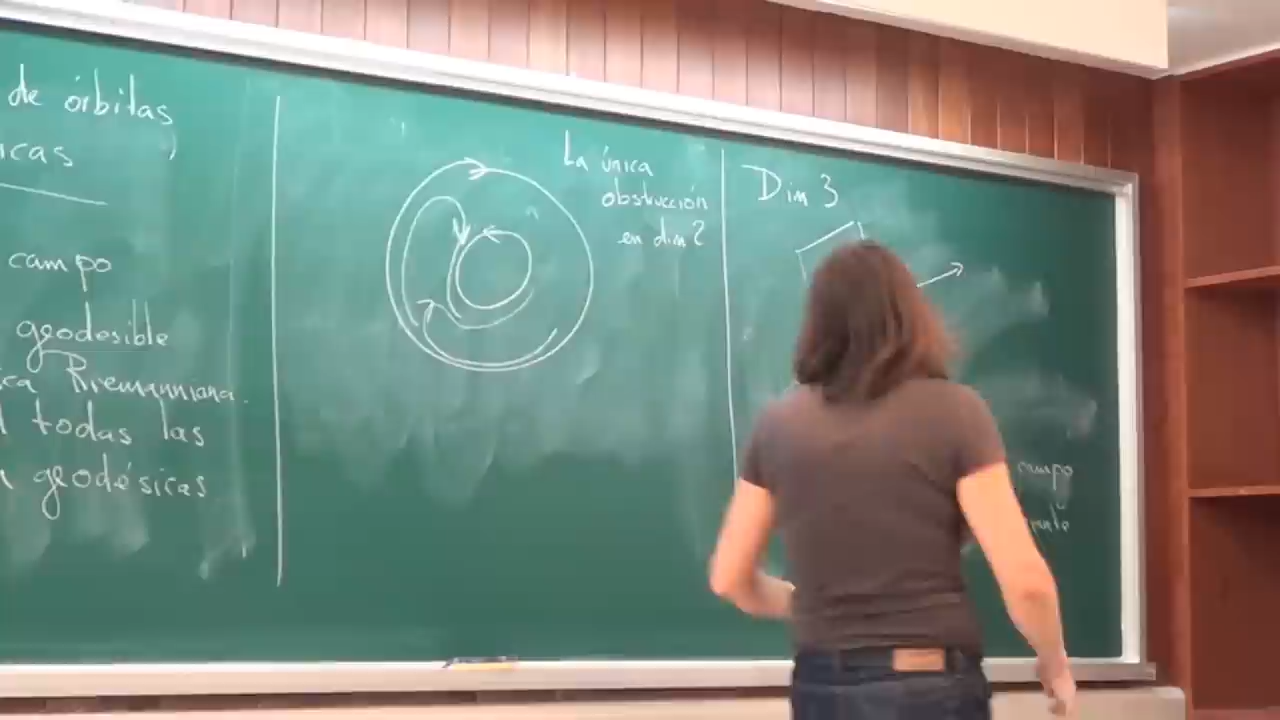 de órbitas
icas
campo
geodesible
ca Riemanniana.
todas las
geodésicas
La única
obstrucción
en dim 2
Dim 3
campo